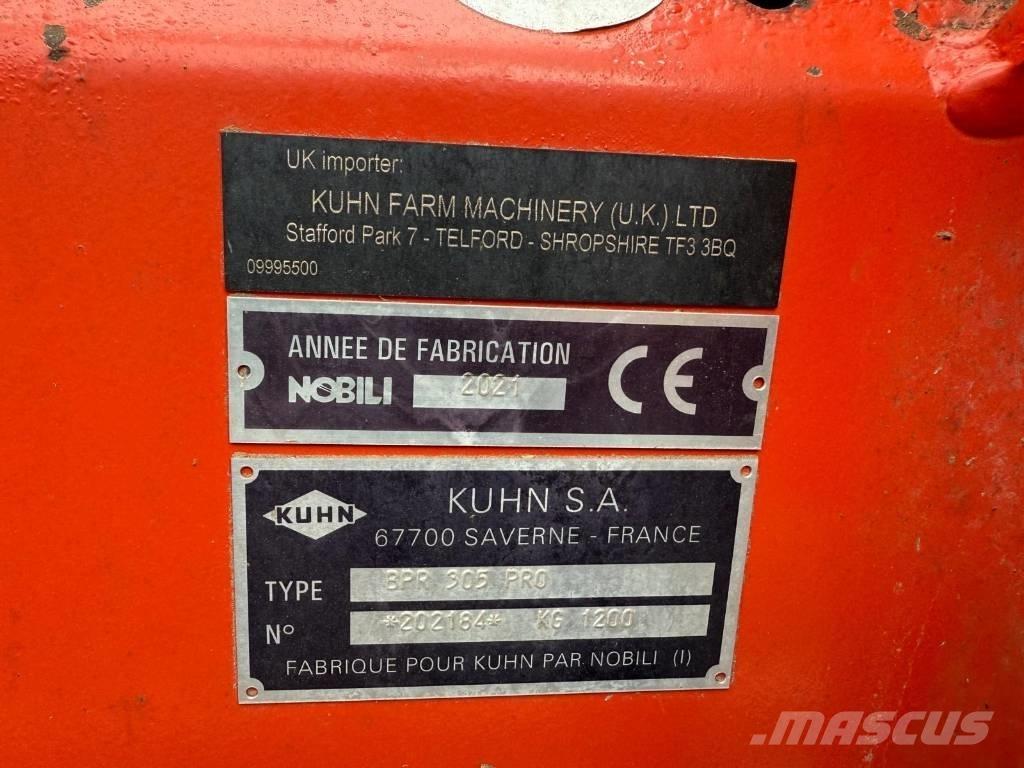 UK importer:
KUHN FARM MACHINERY (U.K.) LTD
Stafford Park 7 - TELFORD - SHROPSHIRE TF3 3BQ
09995500
ANNEE DE FABRICATION
NOBILI 2021 CE
KUHN KUHN S.A.
67700 SAVERNE - FRANCE
TYPE BPR 305 PRO
N° *202184* KG 1200
FABRIQUE POUR KUHN PAR NOBILI (I)
MASCUS